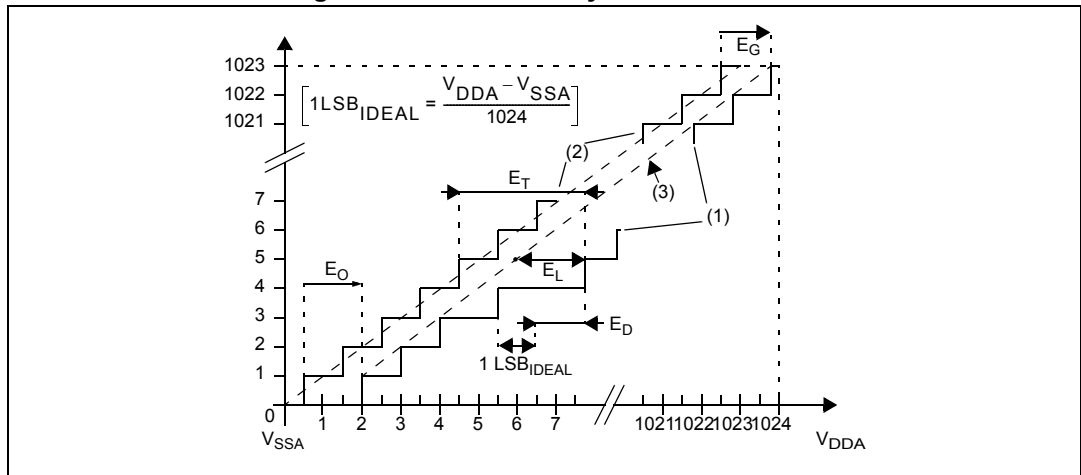 E_G
1023
1022
1021
[1LSB_IDEAL = (V_DDA – V_SSA) / 1024]
(2)
(3)
(1)
E_T
7
6
5
4
3
2
1
0
E_O
E_L
E_D
1 LSB_IDEAL
1 2 3 4 5 6 7 1021 1022 1023 1024
V_SSA
V_DDA